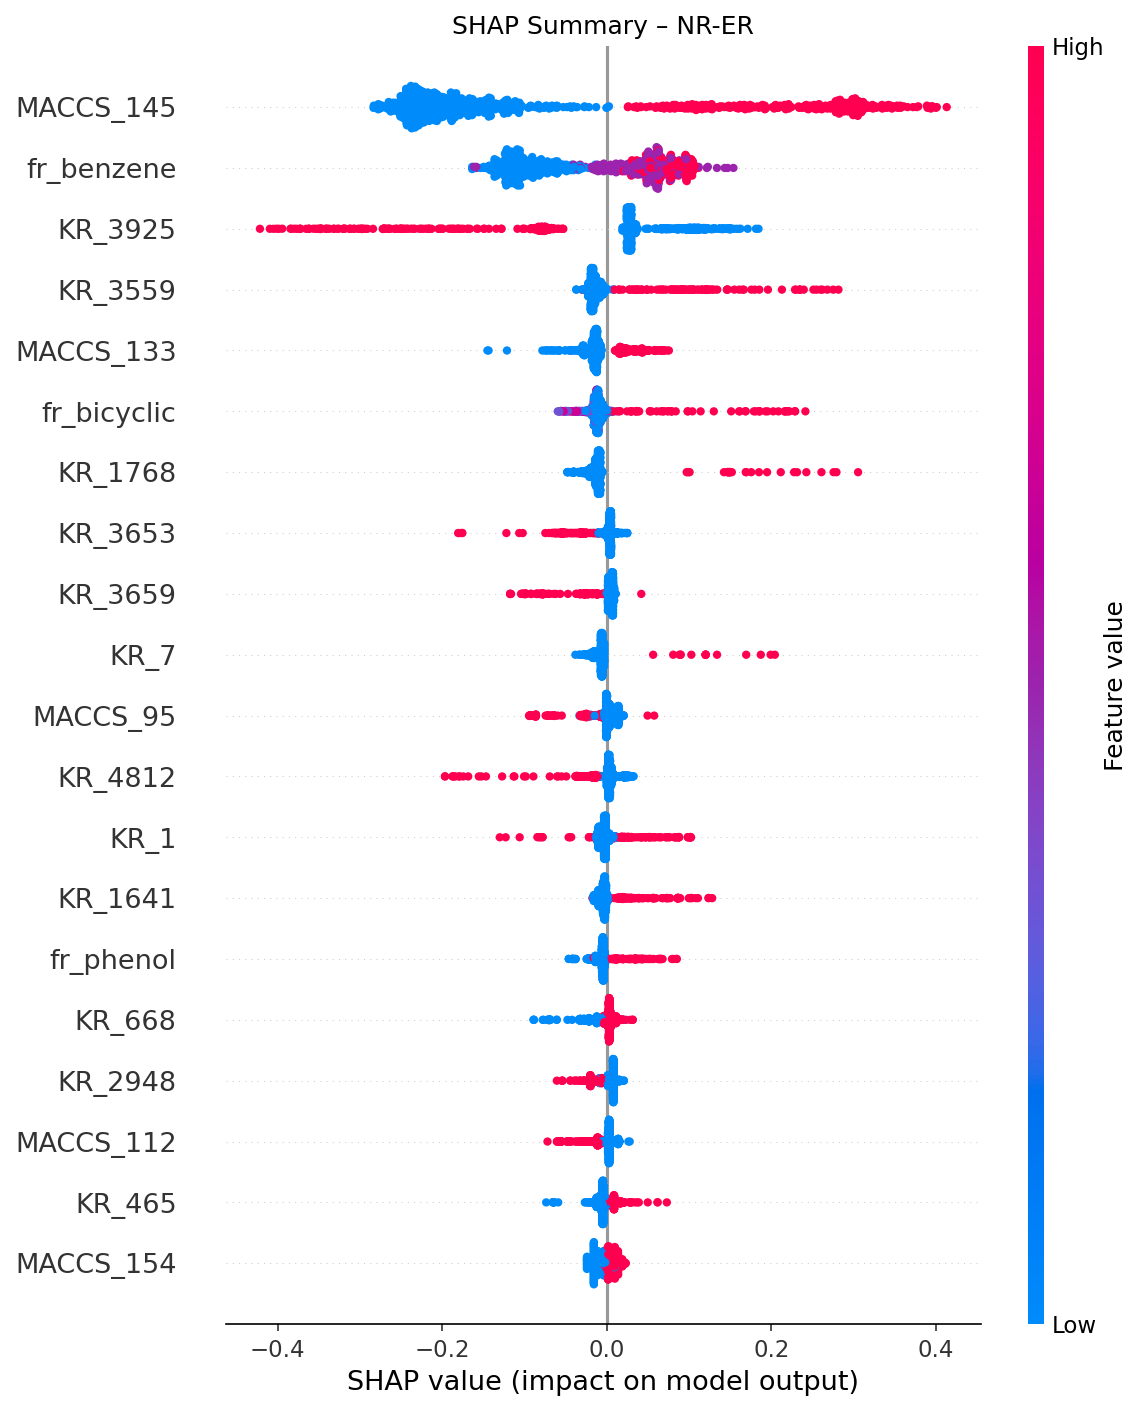 SHAP Summary – NR-ER
High
MACCS_145
fr_benzene
KR_3925
KR_3559
MACCS_133
fr_bicyclic
KR_1768
KR_3653
KR_3659
KR_7
MACCS_95
KR_4812
KR_1
KR_1641
fr_phenol
KR_668
KR_2948
MACCS_112
KR_465
MACCS_154
Feature value
Low
−0.4 −0.2 0.0 0.2 0.4
SHAP value (impact on model output)